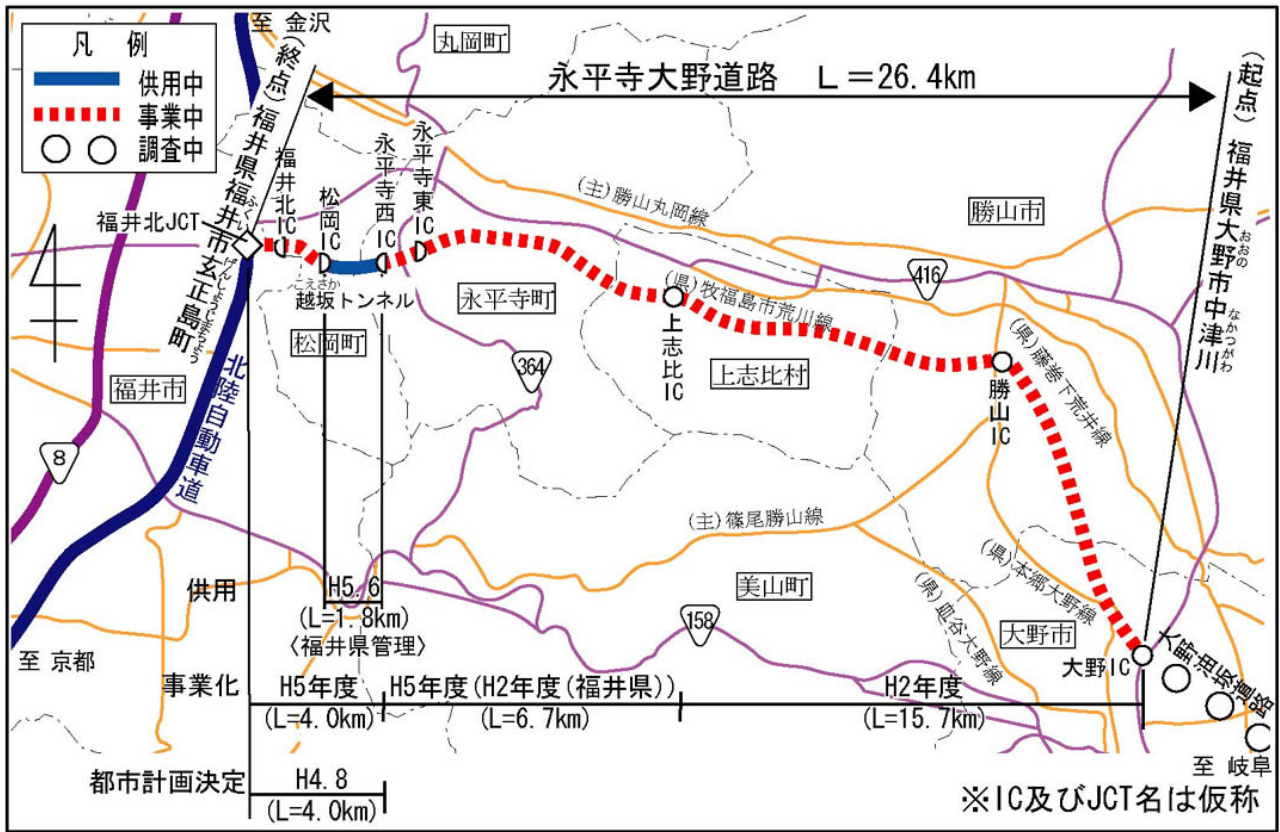 凡 例
供用中
事業中
調査中
至 金沢
丸岡町
永平寺大野道路 L=26.4km
(終点)福井県福井市玄正島町
ふくい
げんしょうじまちょう
(起点) 福井県大野市中津川
おおの
なかつがわ
福井北JCT
福井北IC
松岡IC
永平寺西IC
永平寺東IC
(主)勝山丸岡線
勝山市
416
こえさか
越坂トンネル
永平寺町
(県)牧福島市荒川線
松岡町
364
上志比IC
上志比村
勝山IC
(県)藤巻下荒井線
福井市
北陸自動車道
8
(主)篠尾勝山線
美山町
(県)本郷大野線
(県)皿谷大野線
158
大野市
大野IC
大野油坂道路
至 京都
至 岐阜
供用
H5.6
(L=1.8km)
〈福井県管理〉
事業化
H5年度
(L=4.0km)
H5年度(H2年度(福井県))
(L=6.7km)
H2年度
(L=15.7km)
都市計画決定
H4.8
(L=4.0km)
※IC及びJCT名は仮称